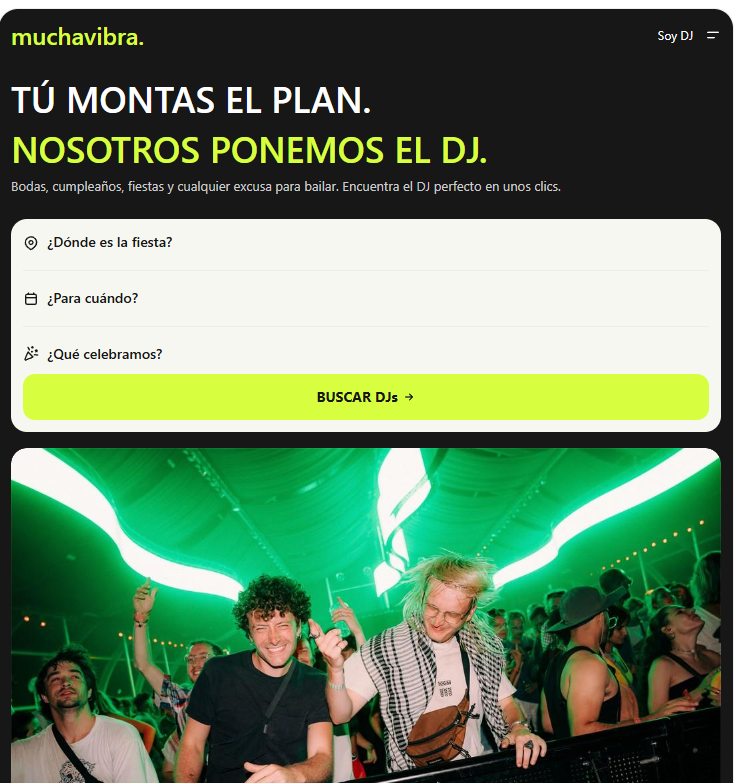 muchavibra.
Soy DJ
TÚ MONTAS EL PLAN.
NOSOTROS PONEMOS EL DJ.
Bodas, cumpleaños, fiestas y cualquier excusa para bailar. Encuentra el DJ perfecto en unos clics.
¿Dónde es la fiesta?
¿Para cuándo?
¿Qué celebramos?
BUSCAR DJs →